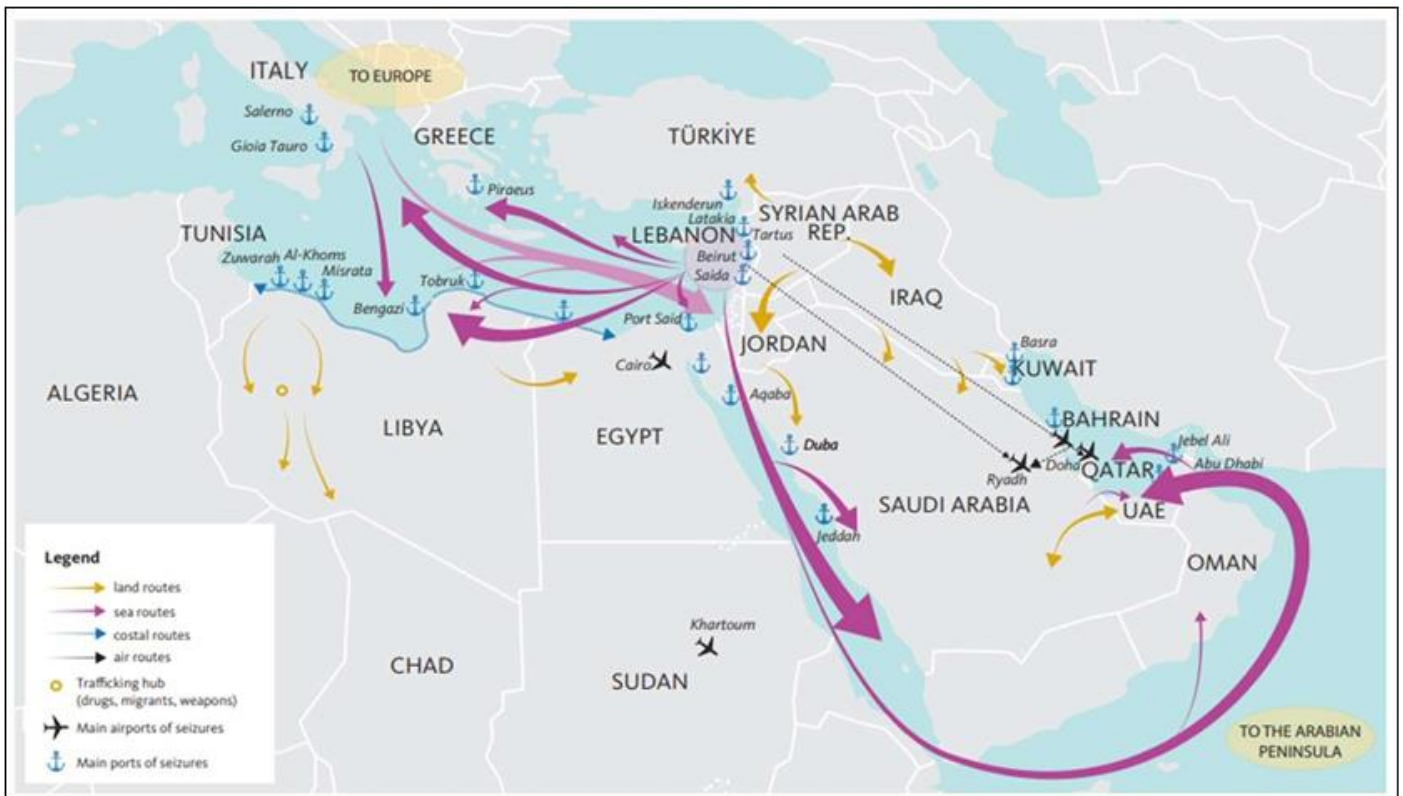 ITALY
TO EUROPE
Salerno
Gioia Tauro
GREECE
TÜRKİYE
Piraeus
Iskenderun
Latakia
SYRIAN ARAB
REP.
Tartus
LEBANON
Beirut
Saida
TUNISIA
Zuwarah
Al-Khoms
Misrata
Tobruk
Bengazi
Port Said
IRAQ
JORDAN
Cairo
Basra
KUWAIT
ALGERIA
LIBYA
EGYPT
Aqaba
BAHRAIN
Duba
Jebel Ali
Abu Dhabi
Doha
QATAR
Ryadh
SAUDI ARABIA
UAE
Jeddah
OMAN
Khartoum
CHAD
SUDAN
TO THE ARABIAN
PENINSULA
Legend
land routes
sea routes
costal routes
air routes
Trafficking hub
(drugs, migrants, weapons)
Main airports of seizures
Main ports of seizures